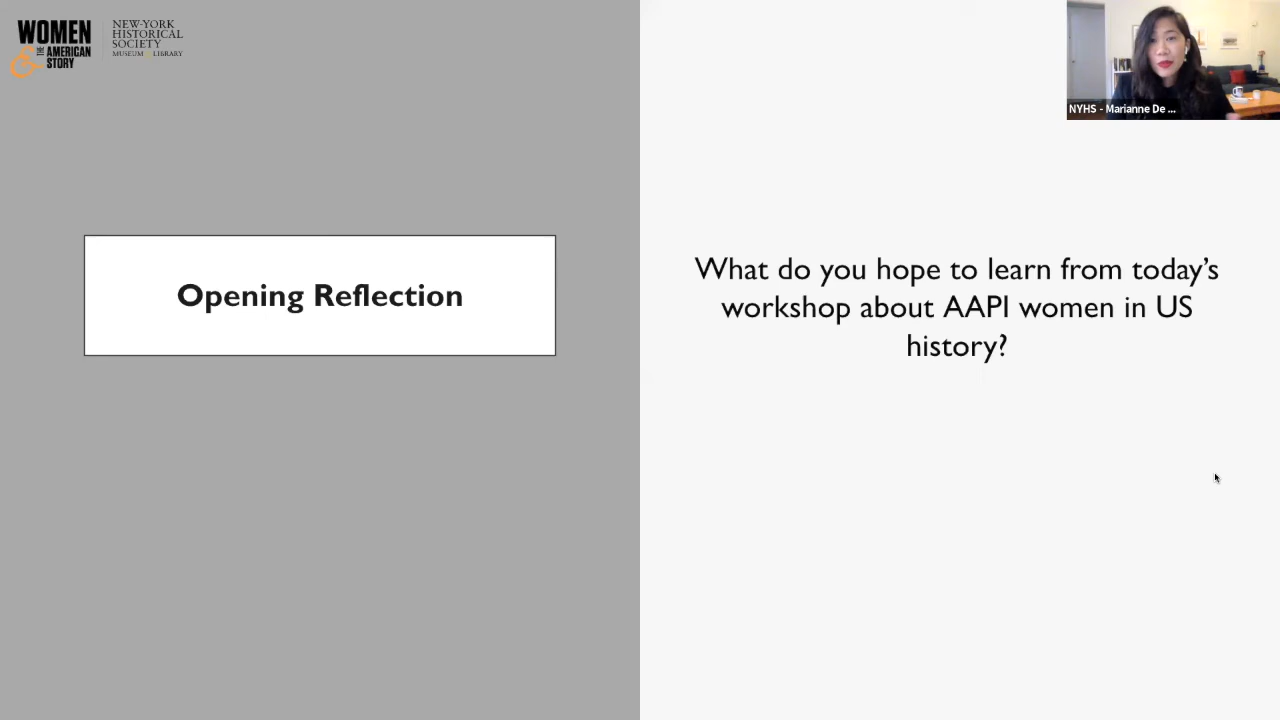 WOMEN
& THE AMERICAN
STORY
NEW-YORK
HISTORICAL
SOCIETY
MUSEUM & LIBRARY
NYHS - Marianne De ...
Opening Reflection
What do you hope to learn from today’s
workshop about AAPI women in US
history?